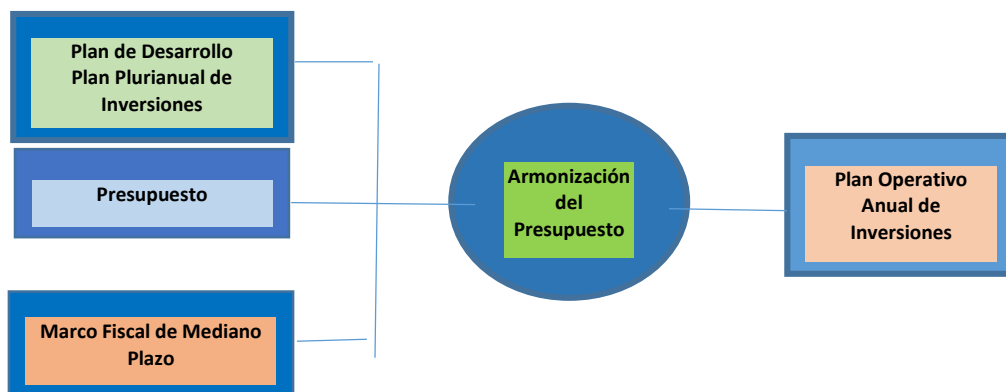 Plan de Desarrollo
Plan Plurianual de
Inversiones
Presupuesto
Marco Fiscal de Mediano
Plazo
Armonización
del
Presupuesto
Plan Operativo
Anual de
Inversiones